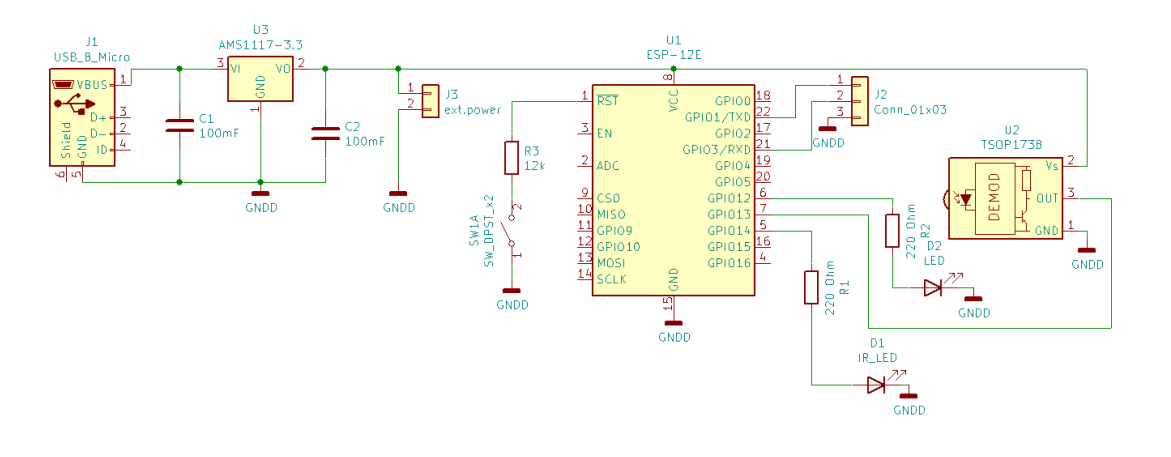 J1
USB_B_Micro
VBUS 1
D+ 3
D- 2
ID 4
Shield
GND
6
5
C1
100mF
U3
AMS1117-3.3
3 VI
VO 2
GND
1
GNDD
C2
100mF
J3
ext.power
1
2
GNDD
R3
12k
SW1A
SW_DPST_x2
2
1
GNDD
U1
ESP-12E
8
VCC
1 RST
3 EN
2 ADC
9 CSO
10 MISO
11 GPIO9
12 GPIO10
13 MOSI
14 SCLK
GPIO0 18
GPIO1/TXD 22
GPIO2 17
GPIO3/RXD 21
GPIO4 19
GPIO5 20
GPIO12 6
GPIO13 7
GPIO14 5
GPIO15 16
GPIO16 4
GND
15
GNDD
J2
Conn_01x03
1
2
3
GNDD
U2
TSOP173B
DEMOD
Vs 2
OUT 3
GND 1
GNDD
220 Ohm
R2
D2
LED
GNDD
220 Ohm
R1
D1
IR_LED
GNDD